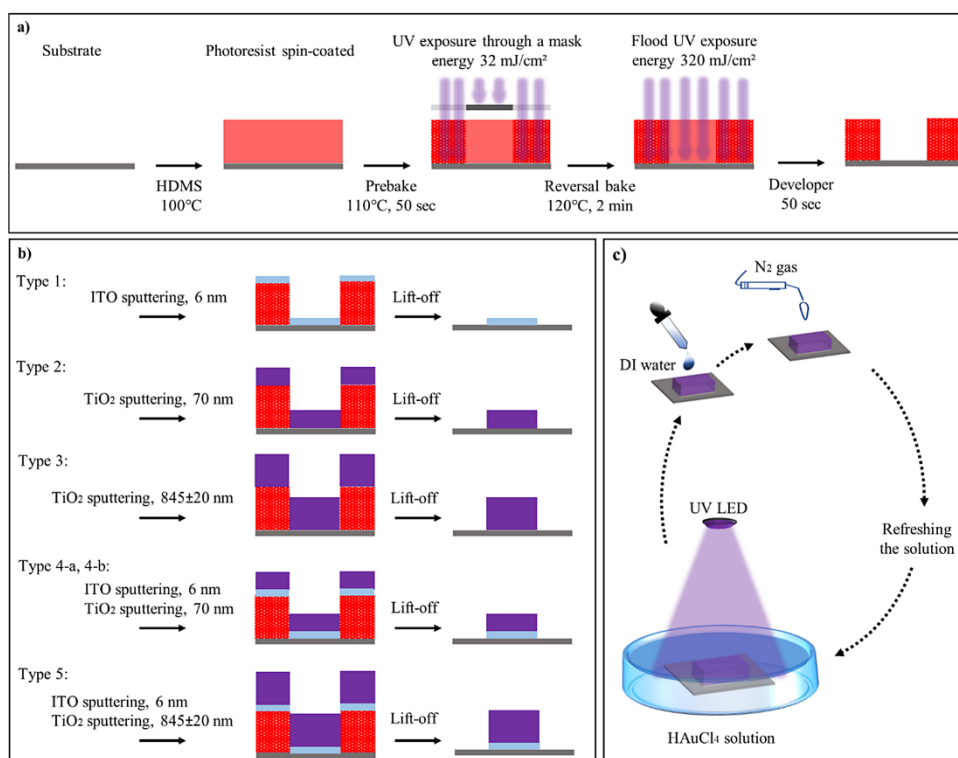 a)
Substrate
Photoresist spin-coated
UV exposure through a mask
energy 32 mJ/cm²
Flood UV exposure
energy 320 mJ/cm²
HDMS
100°C
Prebake
110°C, 50 sec
Reversal bake
120°C, 2 min
Developer
50 sec
b)
Type 1:
ITO sputtering, 6 nm
Lift-off
Type 2:
TiO₂ sputtering, 70 nm
Lift-off
Type 3:
TiO₂ sputtering, 845±20 nm
Lift-off
Type 4-a, 4-b:
ITO sputtering, 6 nm
TiO₂ sputtering, 70 nm
Lift-off
Type 5:
ITO sputtering, 6 nm
TiO₂ sputtering, 845±20 nm
Lift-off
c)
N₂ gas
DI water
UV LED
Refreshing
the solution
HAuCl₄ solution